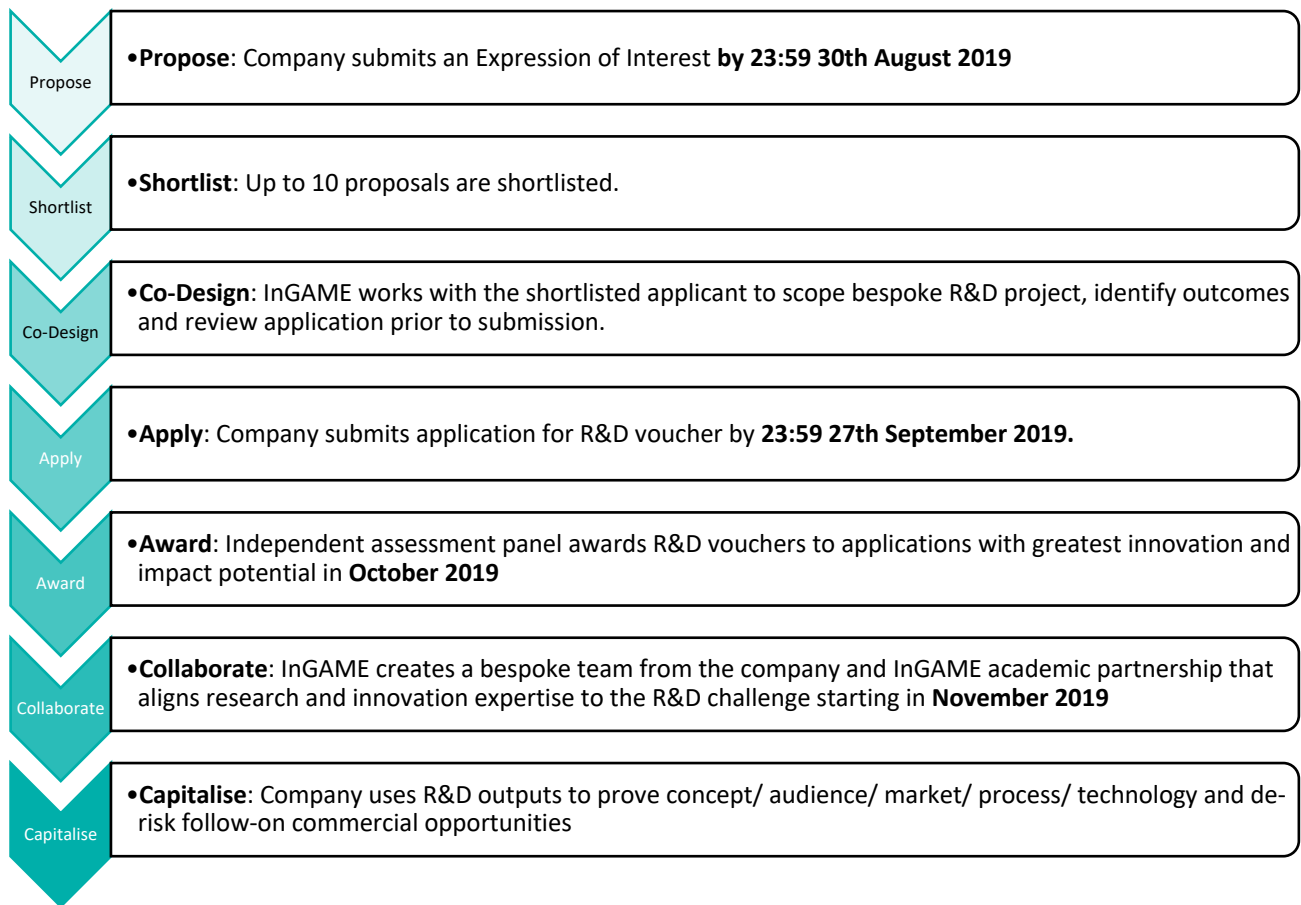 Propose
•Propose: Company submits an Expression of Interest by 23:59 30th August 2019
Shortlist
•Shortlist: Up to 10 proposals are shortlisted.
Co-Design
•Co-Design: InGAME works with the shortlisted applicant to scope bespoke R&D project, identify outcomes
and review application prior to submission.
Apply
•Apply: Company submits application for R&D voucher by 23:59 27th September 2019.
Award
•Award: Independent assessment panel awards R&D vouchers to applications with greatest innovation and
impact potential in October 2019
Collaborate
•Collaborate: InGAME creates a bespoke team from the company and InGAME academic partnership that
aligns research and innovation expertise to the R&D challenge starting in November 2019
Capitalise
•Capitalise: Company uses R&D outputs to prove concept/ audience/ market/ process/ technology and de-
risk follow-on commercial opportunities